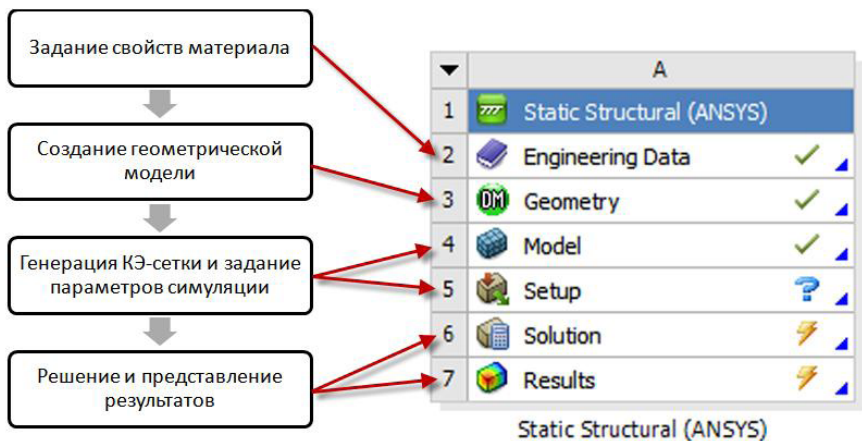 Задание свойств материала
Создание геометрической
модели
Генерация КЭ-сетки и задание
параметров симуляции
Решение и представление
результатов
A
1 Static Structural (ANSYS)
2 Engineering Data
3 DM Geometry
4 Model
5 Setup
6 Solution
7 Results
Static Structural (ANSYS)